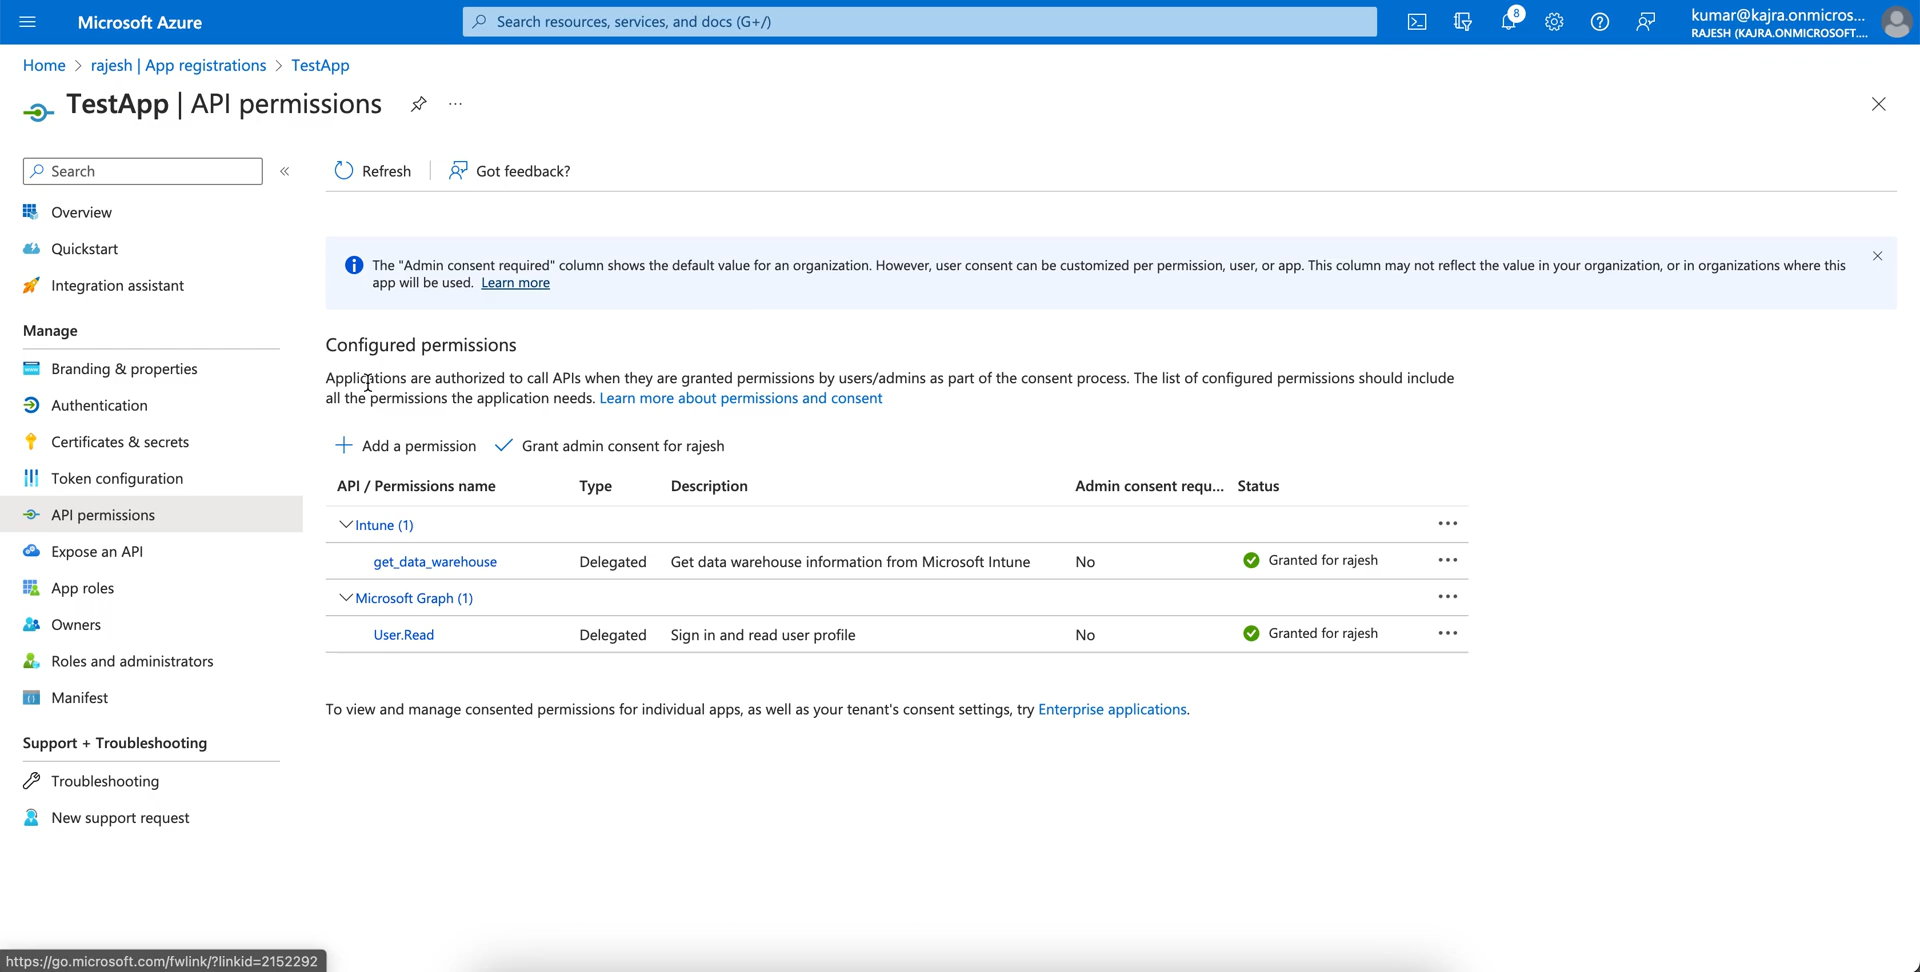 Microsoft Azure
Search resources, services, and docs (G+/)
8
kumar@kajra.onmicros...
RAJESH (KAJRA.ONMICROSOFT....
Home > rajesh | App registrations > TestApp
TestApp | API permissions
Search
Refresh
Got feedback?
Overview
Quickstart
Integration assistant
Manage
Branding & properties
Authentication
Certificates & secrets
Token configuration
API permissions
Expose an API
App roles
Owners
Roles and administrators
Manifest
Support + Troubleshooting
Troubleshooting
New support request
The "Admin consent required" column shows the default value for an organization. However, user consent can be customized per permission, user, or app. This column may not reflect the value in your organization, or in organizations where this
app will be used. Learn more
Configured permissions
Applications are authorized to call APIs when they are granted permissions by users/admins as part of the consent process. The list of configured permissions should include
all the permissions the application needs. Learn more about permissions and consent
Add a permission
Grant admin consent for rajesh
API / Permissions name Type Description Admin consent requ... Status
Intune (1)
get_data_warehouse Delegated Get data warehouse information from Microsoft Intune No Granted for rajesh
Microsoft Graph (1)
User.Read Delegated Sign in and read user profile No Granted for rajesh
To view and manage consented permissions for individual apps, as well as your tenant's consent settings, try Enterprise applications.
https://go.microsoft.com/fwlink/?linkid=2152292